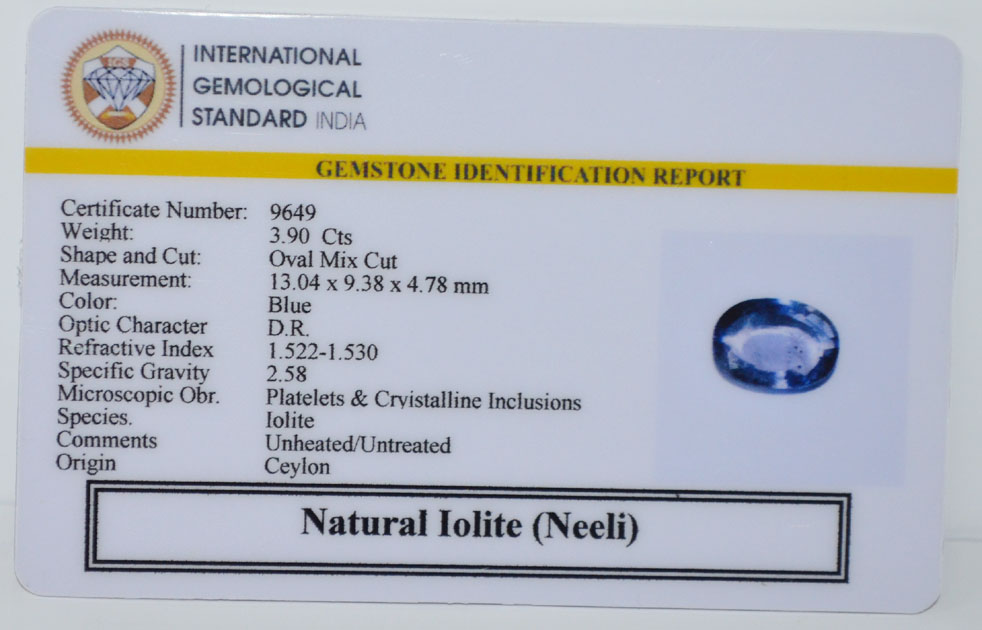 IGS
INTERNATIONAL
GEMOLOGICAL
STANDARD INDIA
GEMSTONE IDENTIFICATION REPORT
Certificate Number: 9649
Weight: 3.90 Cts
Shape and Cut: Oval Mix Cut
Measurement: 13.04 x 9.38 x 4.78 mm
Color: Blue
Optic Character D.R.
Refractive Index 1.522-1.530
Specific Gravity 2.58
Microscopic Obr. Platelets & Crvistalline Inclusions
Species. Iolite
Comments Unheated/Untreated
Origin Ceylon
Natural Iolite (Neeli)